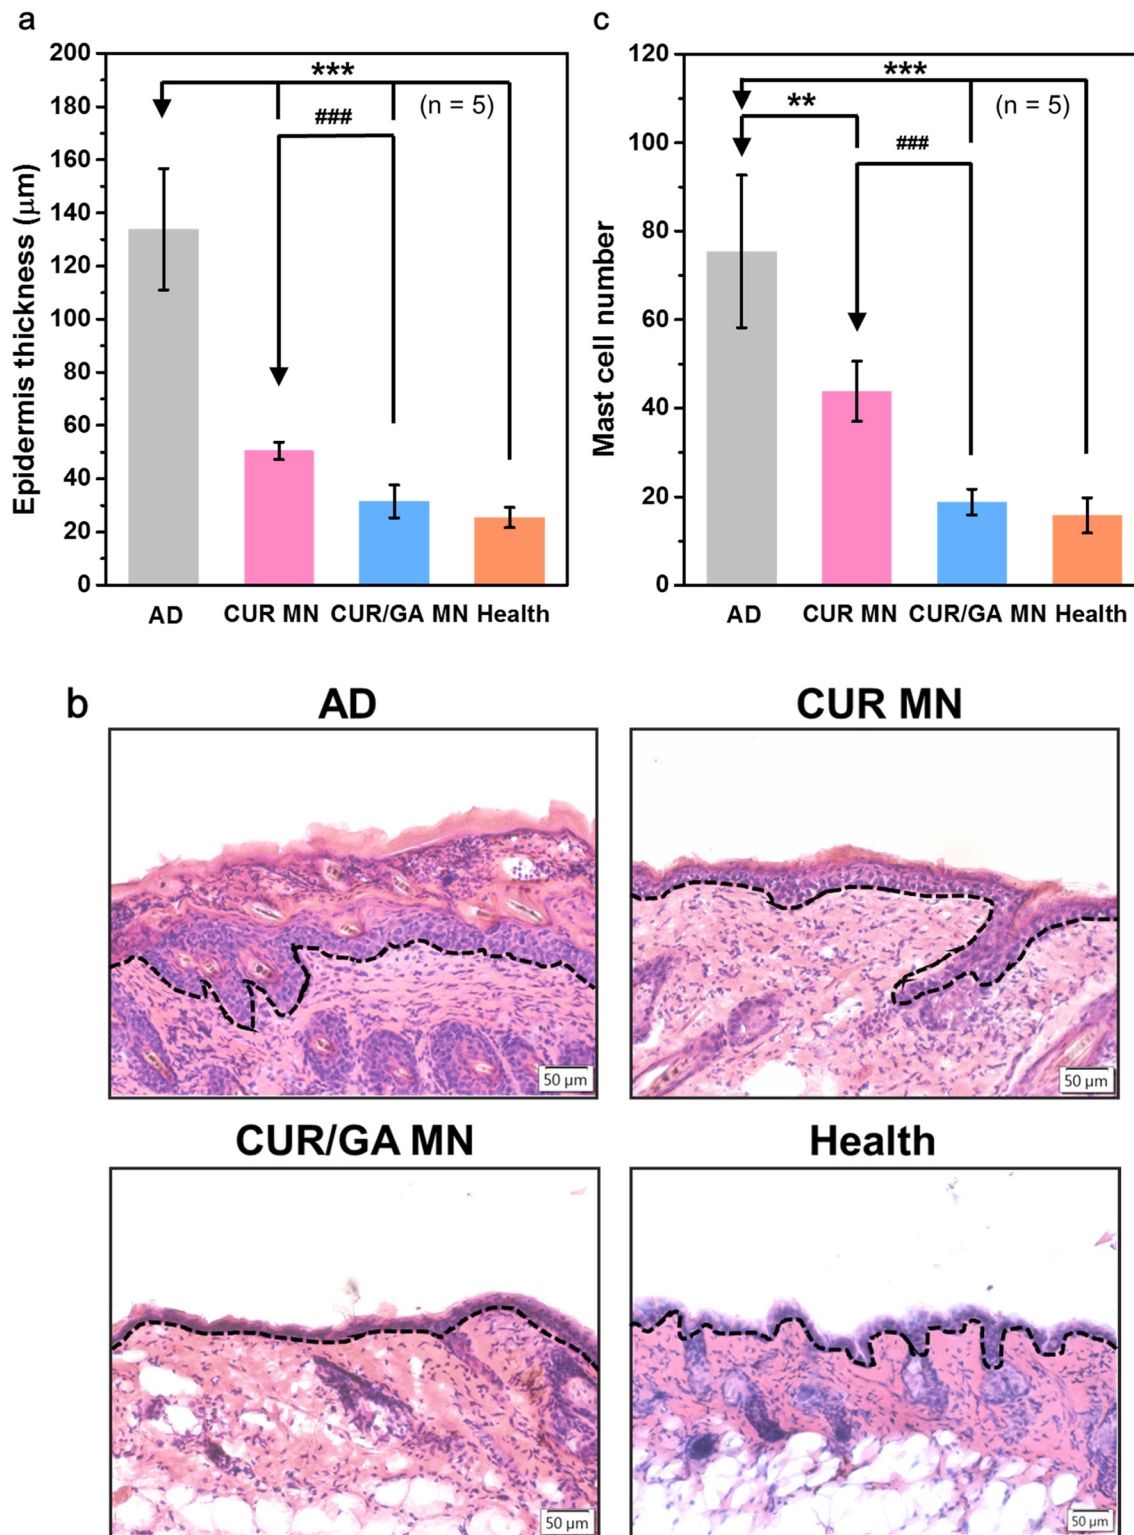 a
200
180
160
140
120
100
80
60
40
20
0
Epidermis thickness (μm)
***
(n = 5)
###
AD CUR MN CUR/GA MN Health
c
120
100
80
60
40
20
0
Mast cell number
***
(n = 5)
**
###
AD CUR MN CUR/GA MN Health
b
AD
CUR MN
50 μm
50 μm
CUR/GA MN
Health
50 μm
50 μm